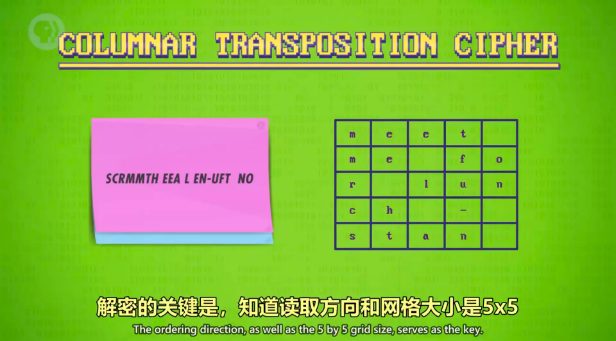 COLUMNAR TRANSPOSITION CIPHER
SCRMMTH EEA L EN-UFT NO
m e e t
m e f o
r l u n
c h -
s t a n
解密的关键是，知道读取方向和网格大小是5x5
The ordering direction, as well as the 5 by 5 grid size, serves as the key.